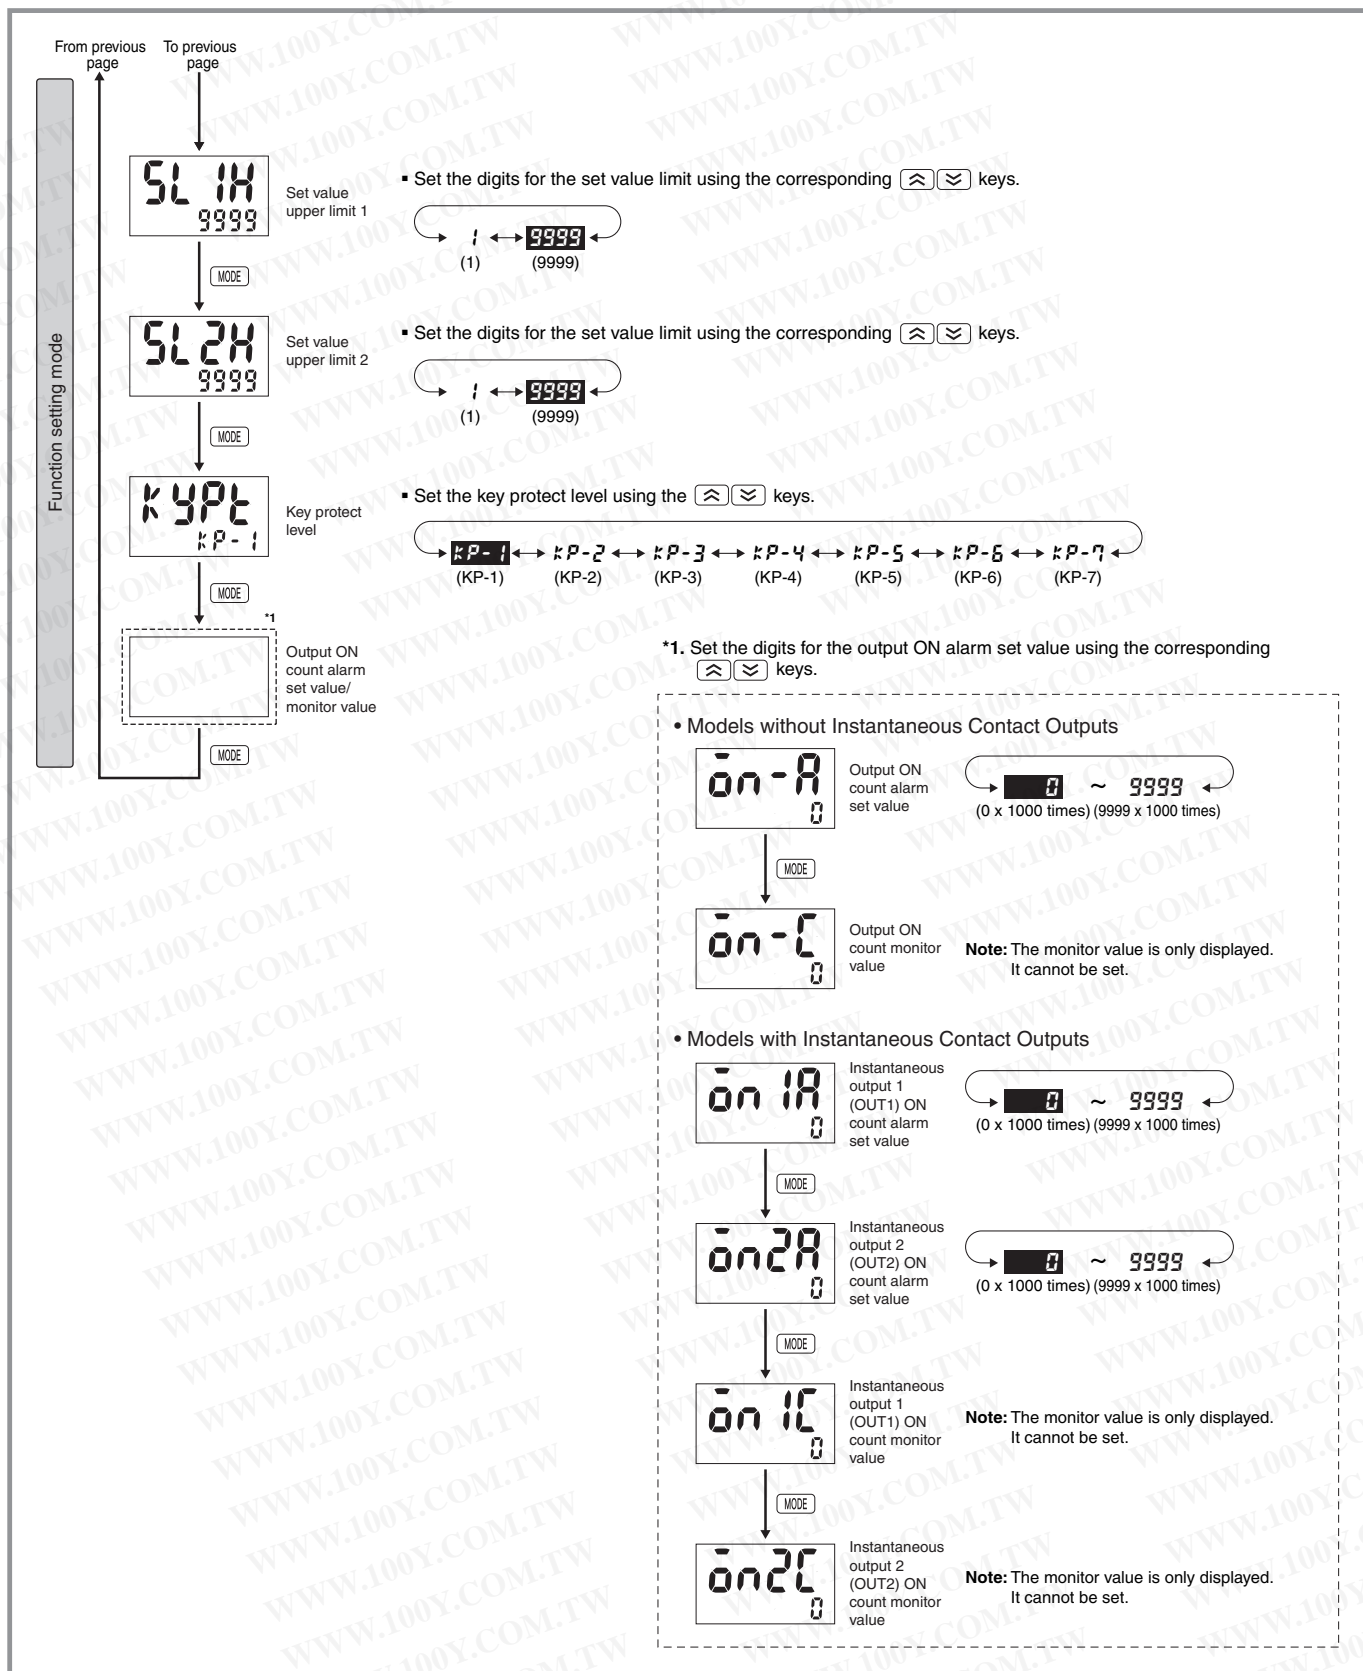 From previous page
To previous page
Function setting mode
SL 1H
9999
Set value
upper limit 1
▪ Set the digits for the set value limit using the corresponding keys.
1 9999
(1) (9999)
MODE
SL2H
9999
Set value
upper limit 2
▪ Set the digits for the set value limit using the corresponding keys.
1 9999
(1) (9999)
MODE
KYPt
KP-1
Key protect
level
▪ Set the key protect level using the keys.
KP-1 KP-2 KP-3 KP-4 KP-5 KP-6 KP-7
(KP-1) (KP-2) (KP-3) (KP-4) (KP-5) (KP-6) (KP-7)
MODE
*1
Output ON
count alarm
set value/
monitor value
MODE
*1. Set the digits for the output ON alarm set value using the corresponding
keys.
• Models without Instantaneous Contact Outputs
on-A
0
Output ON
count alarm
set value
0 ~ 9999
(0 x 1000 times) (9999 x 1000 times)
MODE
on-C
0
Output ON
count monitor
value
Note: The monitor value is only displayed.
It cannot be set.
• Models with Instantaneous Contact Outputs
on 1A
0
Instantaneous
output 1
(OUT1) ON
count alarm
set value
0 ~ 9999
(0 x 1000 times) (9999 x 1000 times)
MODE
on2A
0
Instantaneous
output 2
(OUT2) ON
count alarm
set value
0 ~ 9999
(0 x 1000 times) (9999 x 1000 times)
MODE
on 1C
0
Instantaneous
output 1
(OUT1) ON
count monitor
value
Note: The monitor value is only displayed.
It cannot be set.
MODE
on2C
0
Instantaneous
output 2
(OUT2) ON
count monitor
value
Note: The monitor value is only displayed.
It cannot be set.
WWW.100Y.COM.TW